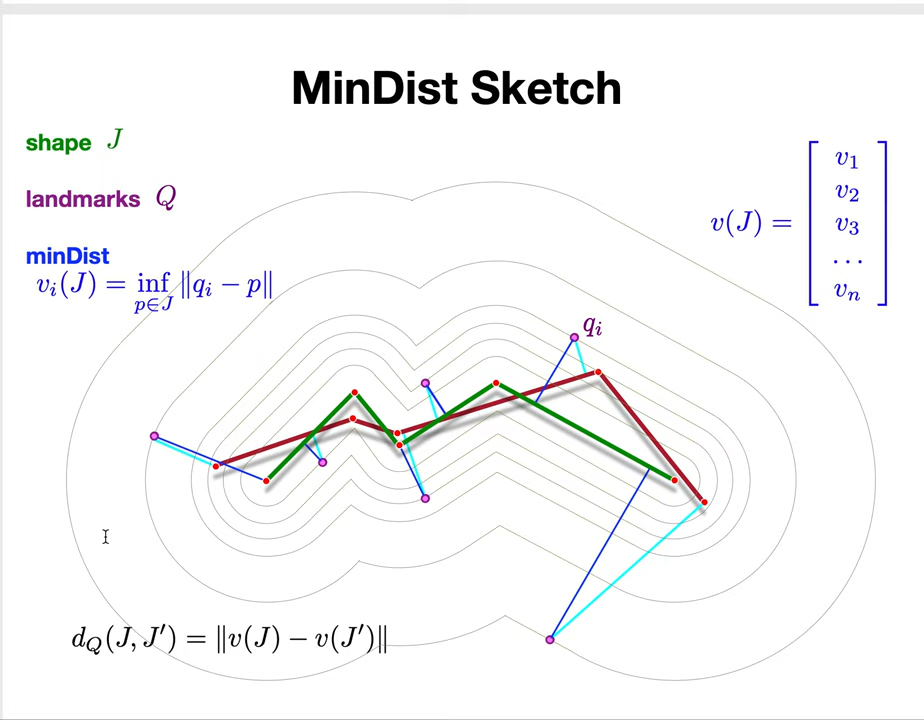 MinDist Sketch
shape J
landmarks Q
minDist
v_i(J) = inf_{p∈J} ‖q_i − p‖
v(J) = [ v_1
v_2
v_3
...
v_n ]
q_i
d_Q(J, J′) = ‖v(J) − v(J′)‖